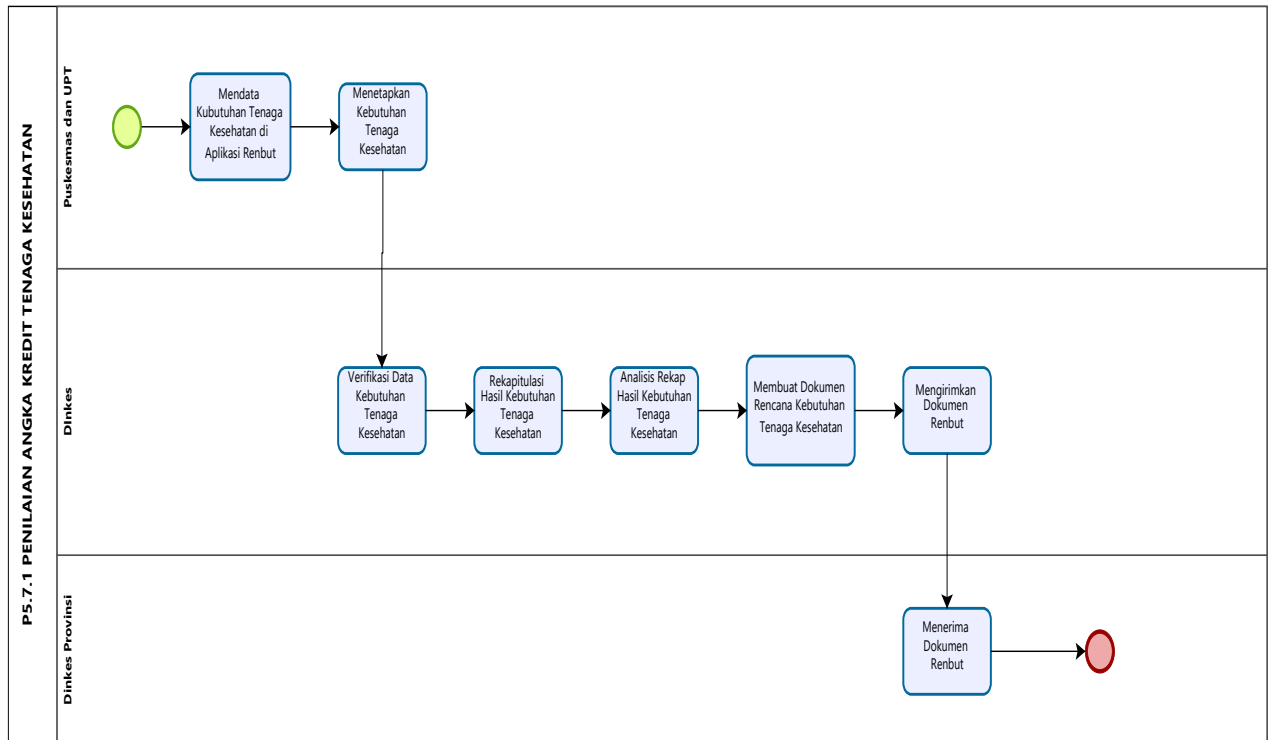 P5.7.1 PENILAIAN ANGKA KREDIT TENAGA KESEHATAN
Puskesmas dan UPT
Mendata
Kubutuhan Tenaga
Kesehatan di
Aplikasi Renbut
Menetapkan
Kebutuhan
Tenaga
Kesehatan
Dinkes
Verifikasi Data
Kebutuhan
Tenaga
Kesehatan
Rekapitulasi
Hasil Kebutuhan
Tenaga
Kesehatan
Analisis Rekap
Hasil Kebutuhan
Tenaga
Kesehatan
Membuat Dokumen
Rencana Kebutuhan
Tenaga Kesehatan
Mengirimkan
Dokumen
Renbut
Dinkes Provinsi
Menerima
Dokumen
Renbut